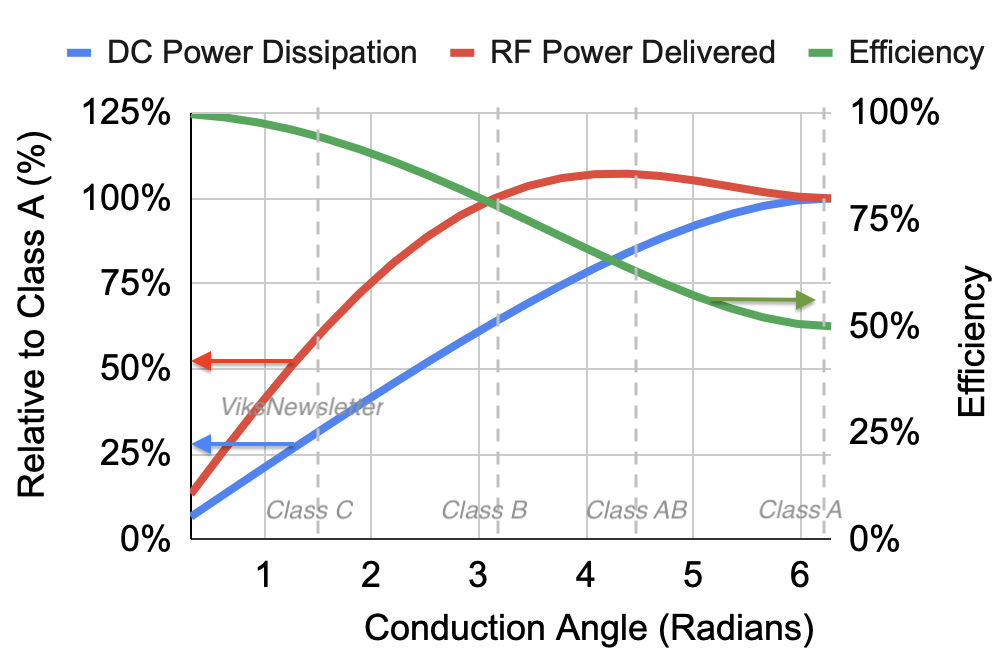 DC Power Dissipation RF Power Delivered Efficiency
125% 100%
100%
75%
75%
50%
50%
25%
25%
0% 0%
Relative to Class A (%)
Efficiency
ViksNewsletter
Class C Class B Class AB Class A
1 2 3 4 5 6
Conduction Angle (Radians)